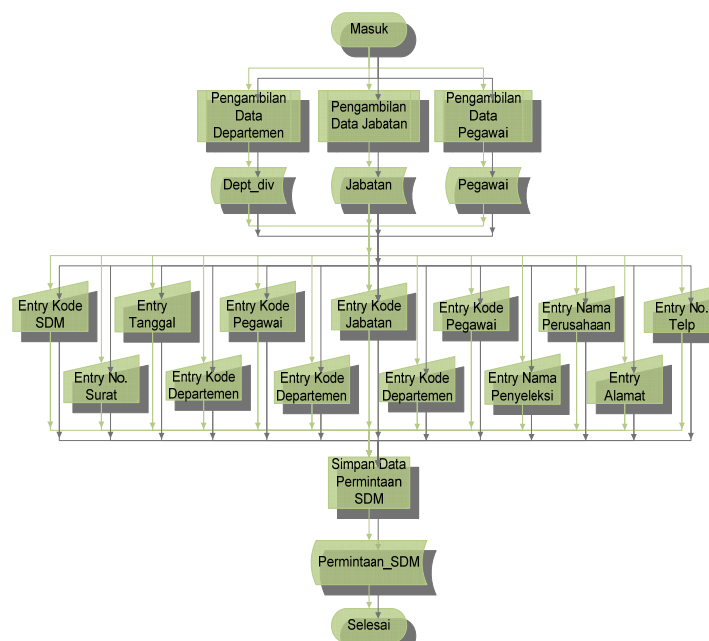 Masuk
Pengambilan
Data
Departemen
Pengambilan
Data Jabatan
Pengambilan
Data
Pegawai
Dept_div
Jabatan
Pegawai
Entry Kode
SDM
Entry
Tanggal
Entry Kode
Pegawai
Entry Kode
Jabatan
Entry Kode
Pegawai
Entry Nama
Perusahaan
Entry No.
Telp
Entry No.
Surat
Entry Kode
Departemen
Entry Kode
Departemen
Entry Kode
Departemen
Entry Nama
Penyeleksi
Entry
Alamat
Simpan Data
Permintaan
SDM
Permintaan_SDM
Selesai